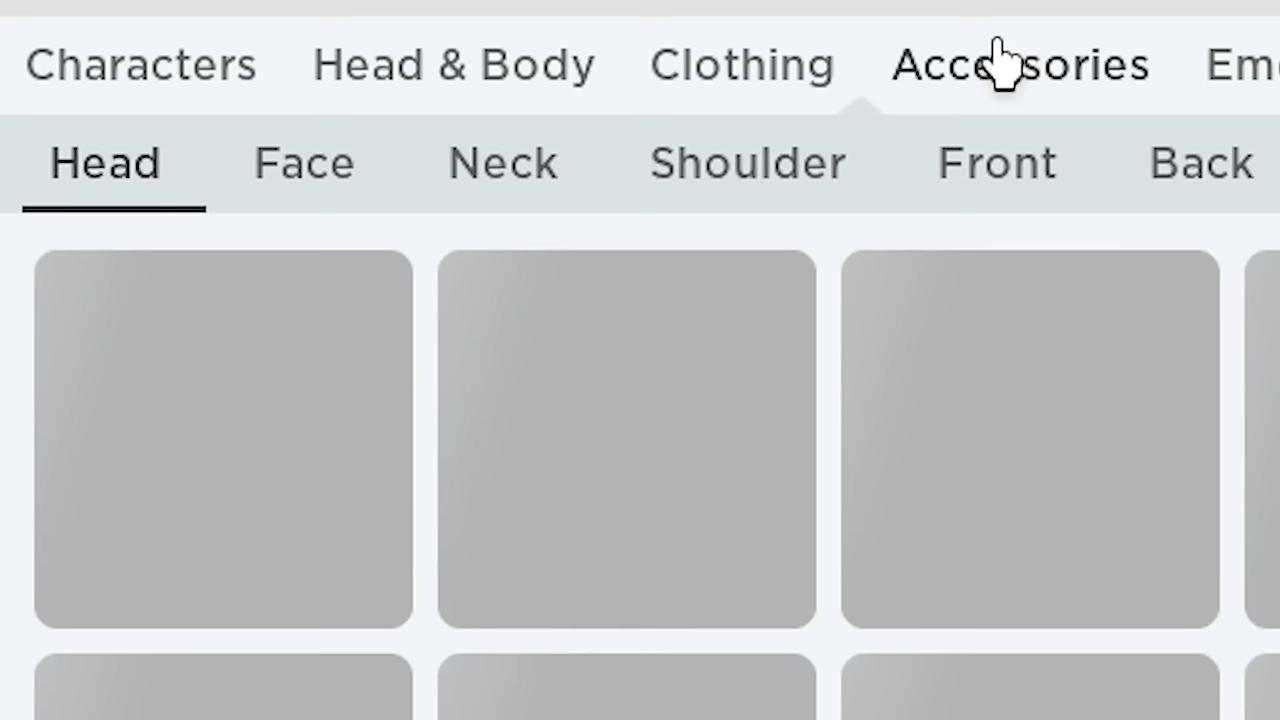 Characters Head & Body Clothing Accessories
Head Face Neck Shoulder Front Back